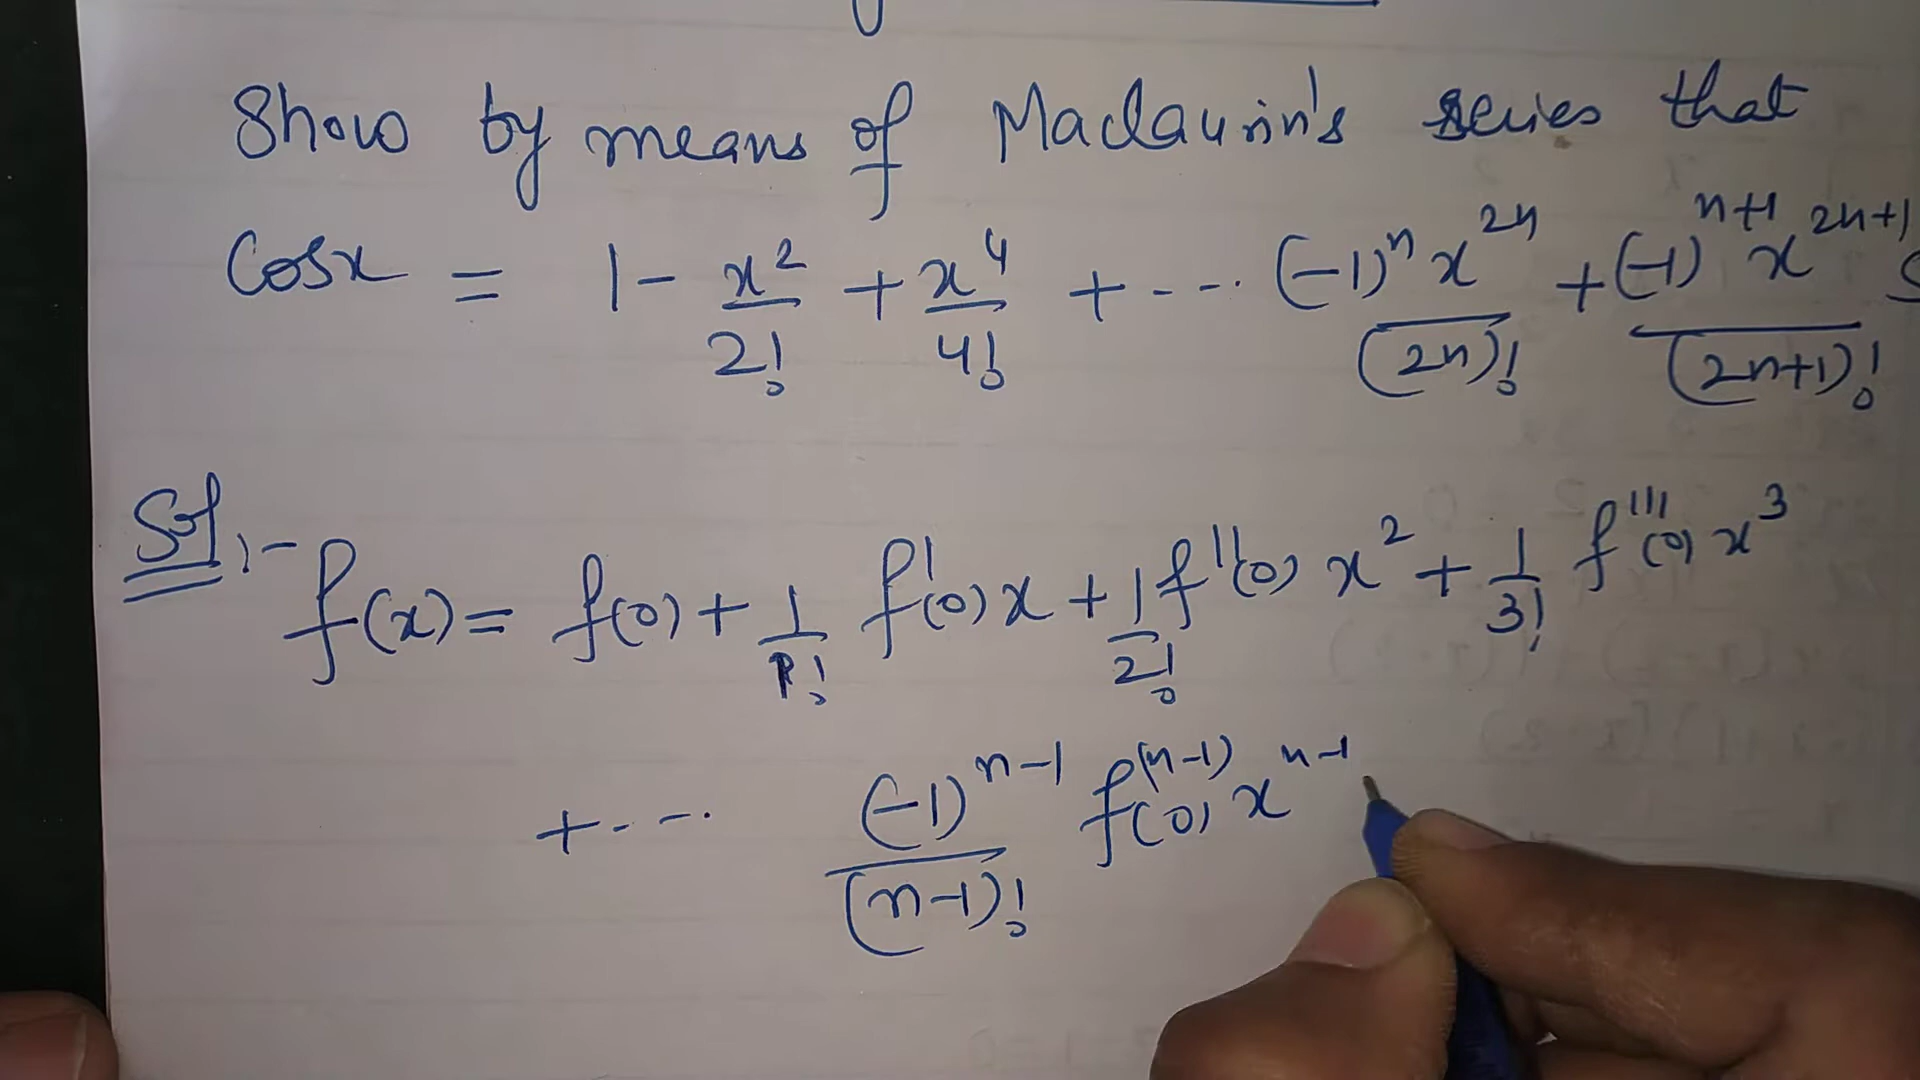 Show by means of Maclaurin's series that
Cosx = 1 - x²/2! + x⁴/4! + --- (-1)ⁿ x²ⁿ/(2n)! + (-1)ⁿ⁺¹ x²ⁿ⁺¹/(2n+1)!
Sol:- f(x) = f(0) + 1/1! f'(0) x + 1/2! f''(0) x² + 1/3! f'''(0) x³
+ --- (-1)ⁿ⁻¹/(n-1)! f⁽ⁿ⁻¹⁾(0) xⁿ⁻¹